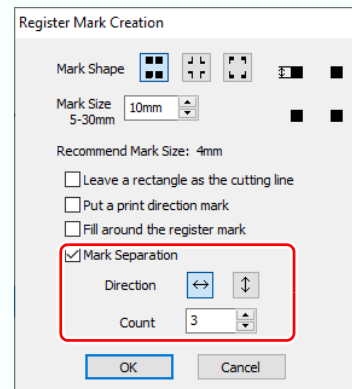 Register Mark Creation
Mark Shape
Mark Size
5-30mm
10mm
Recommend Mark Size: 4mm
Leave a rectangle as the cutting line
Put a print direction mark
Fill around the register mark
Mark Separation
Direction
Count
3
OK
Cancel